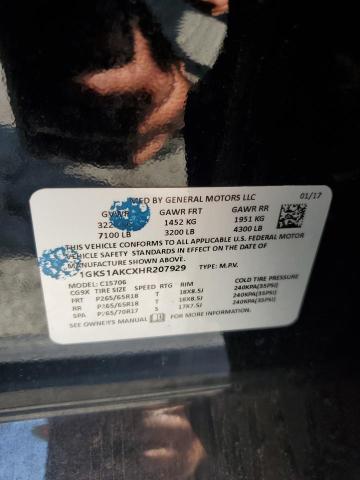 MFD BY GENERAL MOTORS LLC 01/17
GVWR GAWR FRT GAWR RR
1452 KG 1951 KG
7100 LB 3200 LB 4300 LB
THIS VEHICLE CONFORMS TO ALL APPLICABLE U.S. FEDERAL MOTOR
VEHICLE SAFETY STANDARDS IN EFFECT ON THE DATE OF
MANUFACTURE SHOWN ABOVE.
1GKS1AKCXHR207929 TYPE: M.P.V.
MODEL: C15706
CG9X TIRE SIZE SPEED RTG RIM COLD TIRE PRESSURE
FRT P265/65R18 T 18X8.5J 240KPA(35PSI)
RR P265/65R18 T 18X8.5J 240KPA(35PSI)
SPA P265/70R17 S 17X7.5J 240KPA(35PSI)
SEE OWNER'S MANUAL FOR ADDITIONAL INFORMATION